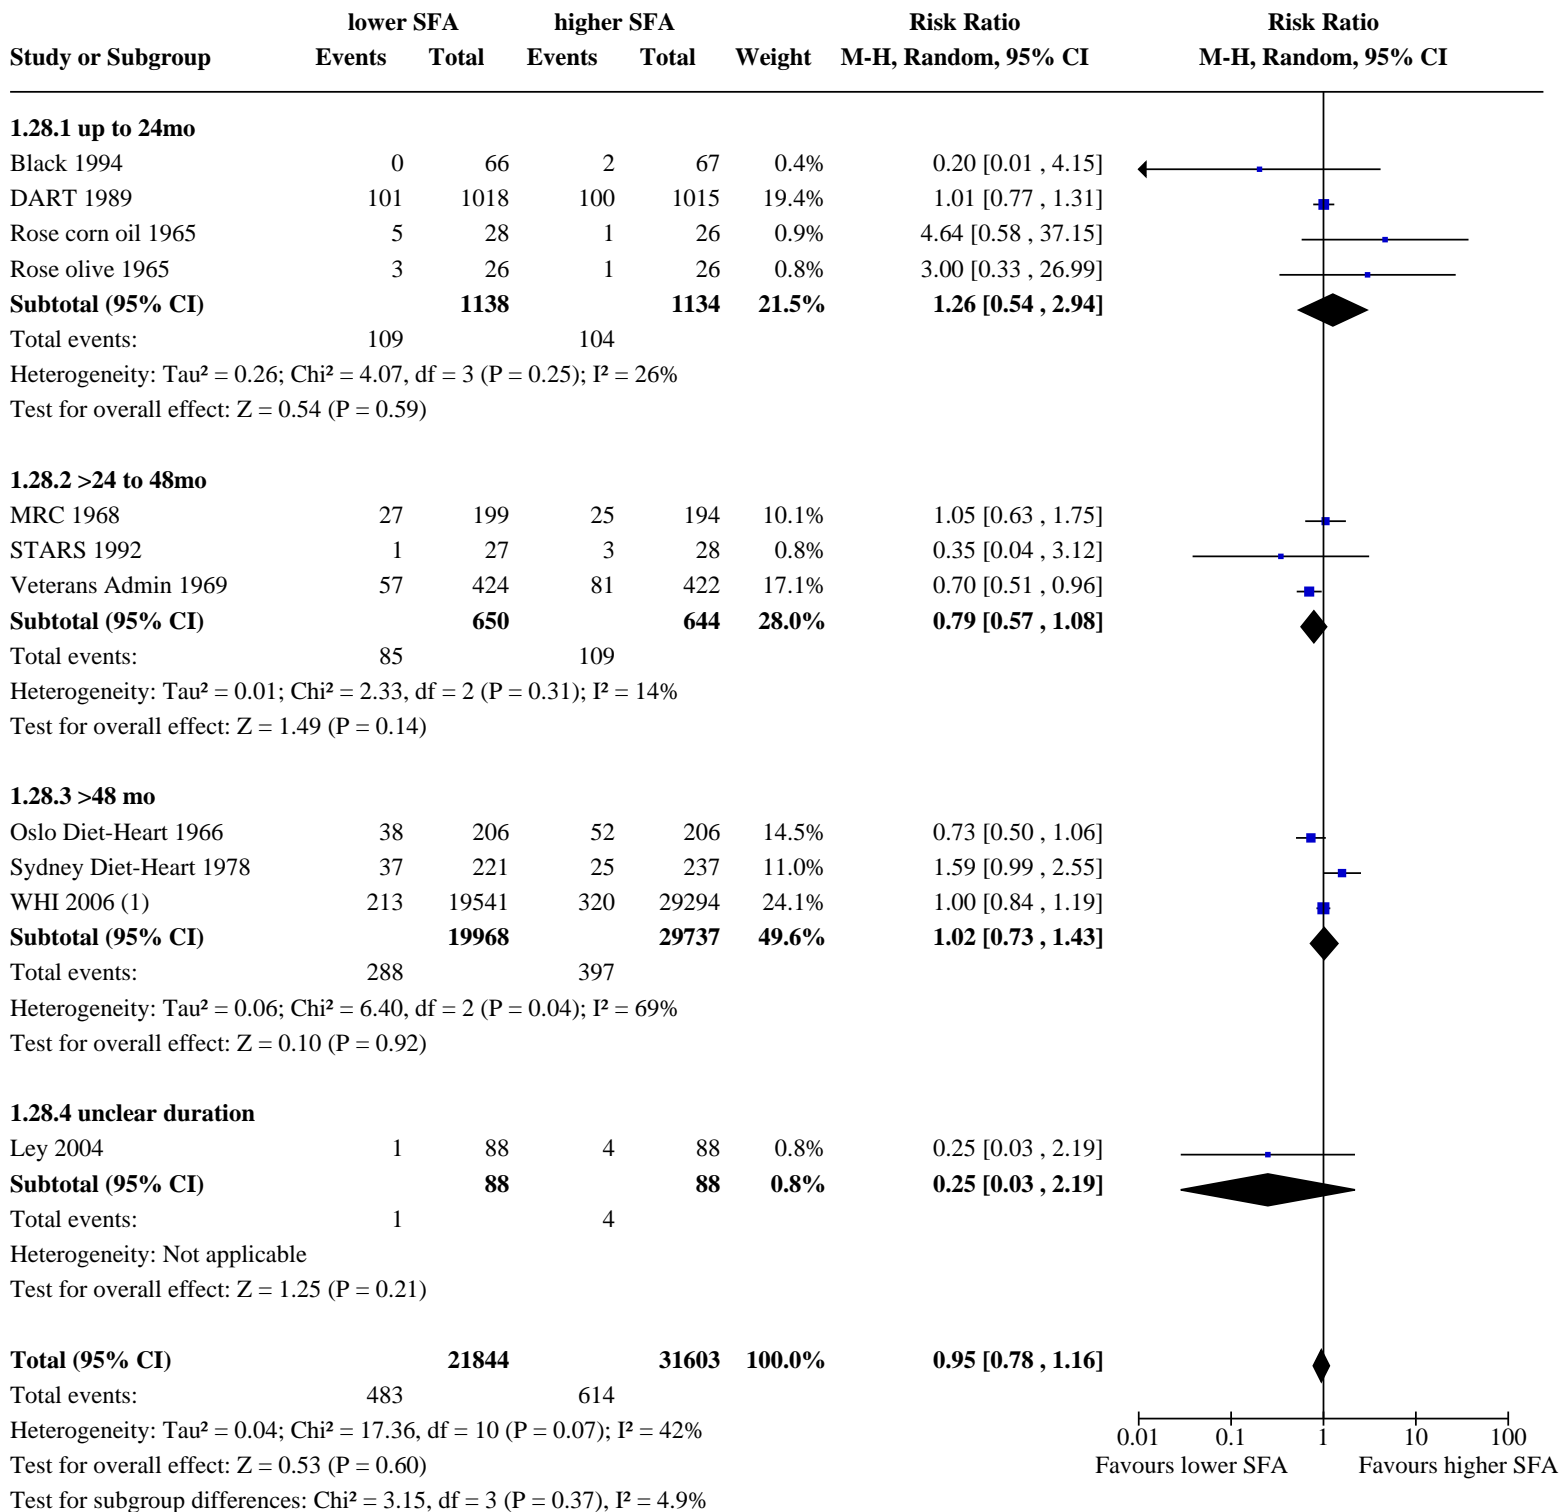 lower SFA higher SFA Risk Ratio Risk Ratio
Study or Subgroup Events Total Events Total Weight M-H, Random, 95% CI M-H, Random, 95% CI
1.28.1 up to 24mo
Black 1994 0 66 2 67 0.4% 0.20 [0.01 , 4.15]
DART 1989 101 1018 100 1015 19.4% 1.01 [0.77 , 1.31]
Rose corn oil 1965 5 28 1 26 0.9% 4.64 [0.58 , 37.15]
Rose olive 1965 3 26 1 26 0.8% 3.00 [0.33 , 26.99]
Subtotal (95% CI) 1138 1134 21.5% 1.26 [0.54 , 2.94]
Total events: 109 104
Heterogeneity: Tau² = 0.26; Chi² = 4.07, df = 3 (P = 0.25); I² = 26%
Test for overall effect: Z = 0.54 (P = 0.59)
1.28.2 >24 to 48mo
MRC 1968 27 199 25 194 10.1% 1.05 [0.63 , 1.75]
STARS 1992 1 27 3 28 0.8% 0.35 [0.04 , 3.12]
Veterans Admin 1969 57 424 81 422 17.1% 0.70 [0.51 , 0.96]
Subtotal (95% CI) 650 644 28.0% 0.79 [0.57 , 1.08]
Total events: 85 109
Heterogeneity: Tau² = 0.01; Chi² = 2.33, df = 2 (P = 0.31); I² = 14%
Test for overall effect: Z = 1.49 (P = 0.14)
1.28.3 >48 mo
Oslo Diet-Heart 1966 38 206 52 206 14.5% 0.73 [0.50 , 1.06]
Sydney Diet-Heart 1978 37 221 25 237 11.0% 1.59 [0.99 , 2.55]
WHI 2006 (1) 213 19541 320 29294 24.1% 1.00 [0.84 , 1.19]
Subtotal (95% CI) 19968 29737 49.6% 1.02 [0.73 , 1.43]
Total events: 288 397
Heterogeneity: Tau² = 0.06; Chi² = 6.40, df = 2 (P = 0.04); I² = 69%
Test for overall effect: Z = 0.10 (P = 0.92)
1.28.4 unclear duration
Ley 2004 1 88 4 88 0.8% 0.25 [0.03 , 2.19]
Subtotal (95% CI) 88 88 0.8% 0.25 [0.03 , 2.19]
Total events: 1 4
Heterogeneity: Not applicable
Test for overall effect: Z = 1.25 (P = 0.21)
Total (95% CI) 21844 31603 100.0% 0.95 [0.78 , 1.16]
Total events: 483 614
Heterogeneity: Tau² = 0.04; Chi² = 17.36, df = 10 (P = 0.07); I² = 42%
0.01 0.1 1 10 100
Test for overall effect: Z = 0.53 (P = 0.60) Favours lower SFA Favours higher SFA
Test for subgroup differences: Chi² = 3.15, df = 3 (P = 0.37), I² = 4.9%